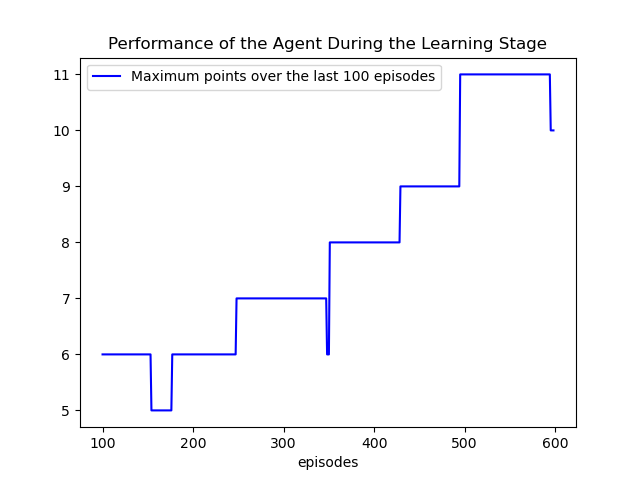 Performance of the Agent During the Learning Stage
Maximum points over the last 100 episodes
11
10
9
8
7
6
5
100 200 300 400 500 600
episodes